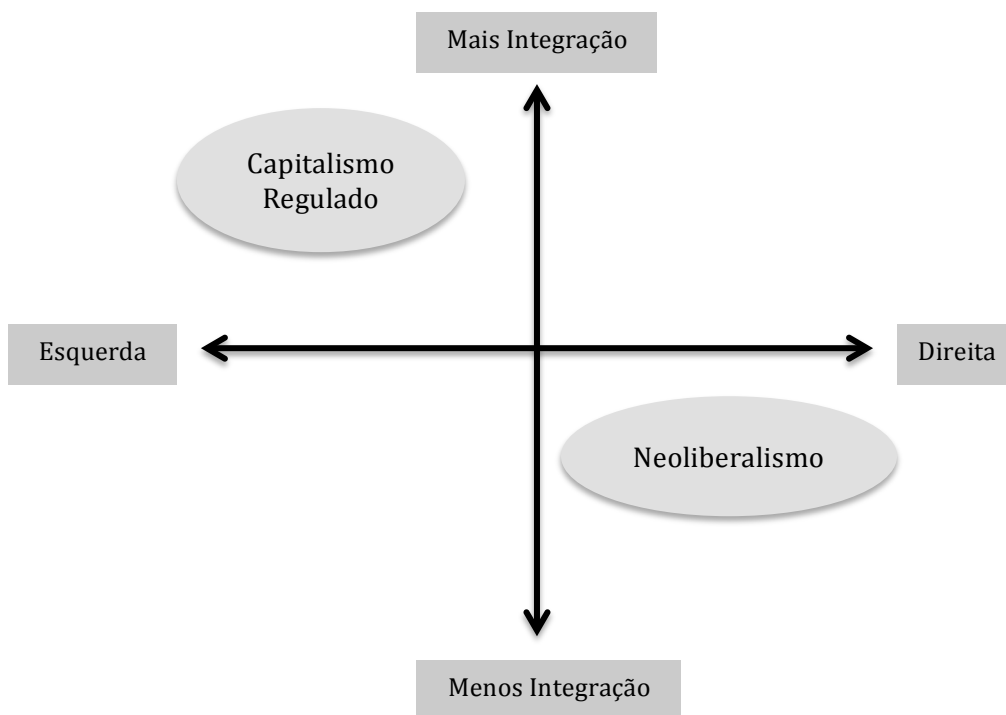 Mais Integração
Capitalismo
Regulado
Esquerda
Direita
Neoliberalismo
Menos Integração